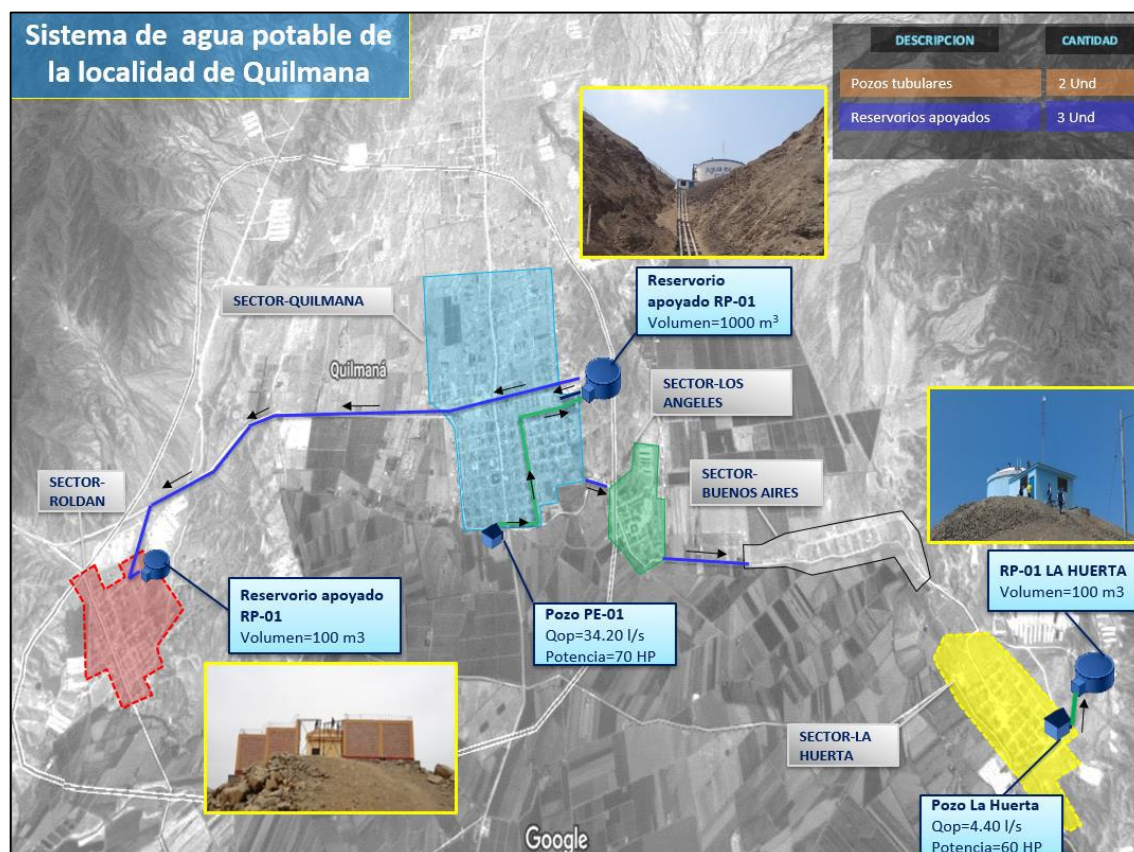 Sistema de agua potable de
la localidad de Quilmana
DESCRIPCION CANTIDAD
Pozos tubulares 2 Und
Reservorios apoyados 3 Und
Reservorio
apoyado RP-01
Volumen=1000 m³
SECTOR-QUILMANA
Quilmaná
SECTOR-LOS
ANGELES
SECTOR-
BUENOS AIRES
SECTOR-
ROLDAN
Reservorio apoyado
RP-01
Volumen=100 m3
Pozo PE-01
Qop=34.20 l/s
Potencia=70 HP
RP-01 LA HUERTA
Volumen=100 m3
SECTOR-LA
HUERTA
Pozo La Huerta
Qop=4.40 l/s
Potencia=60 HP
Google